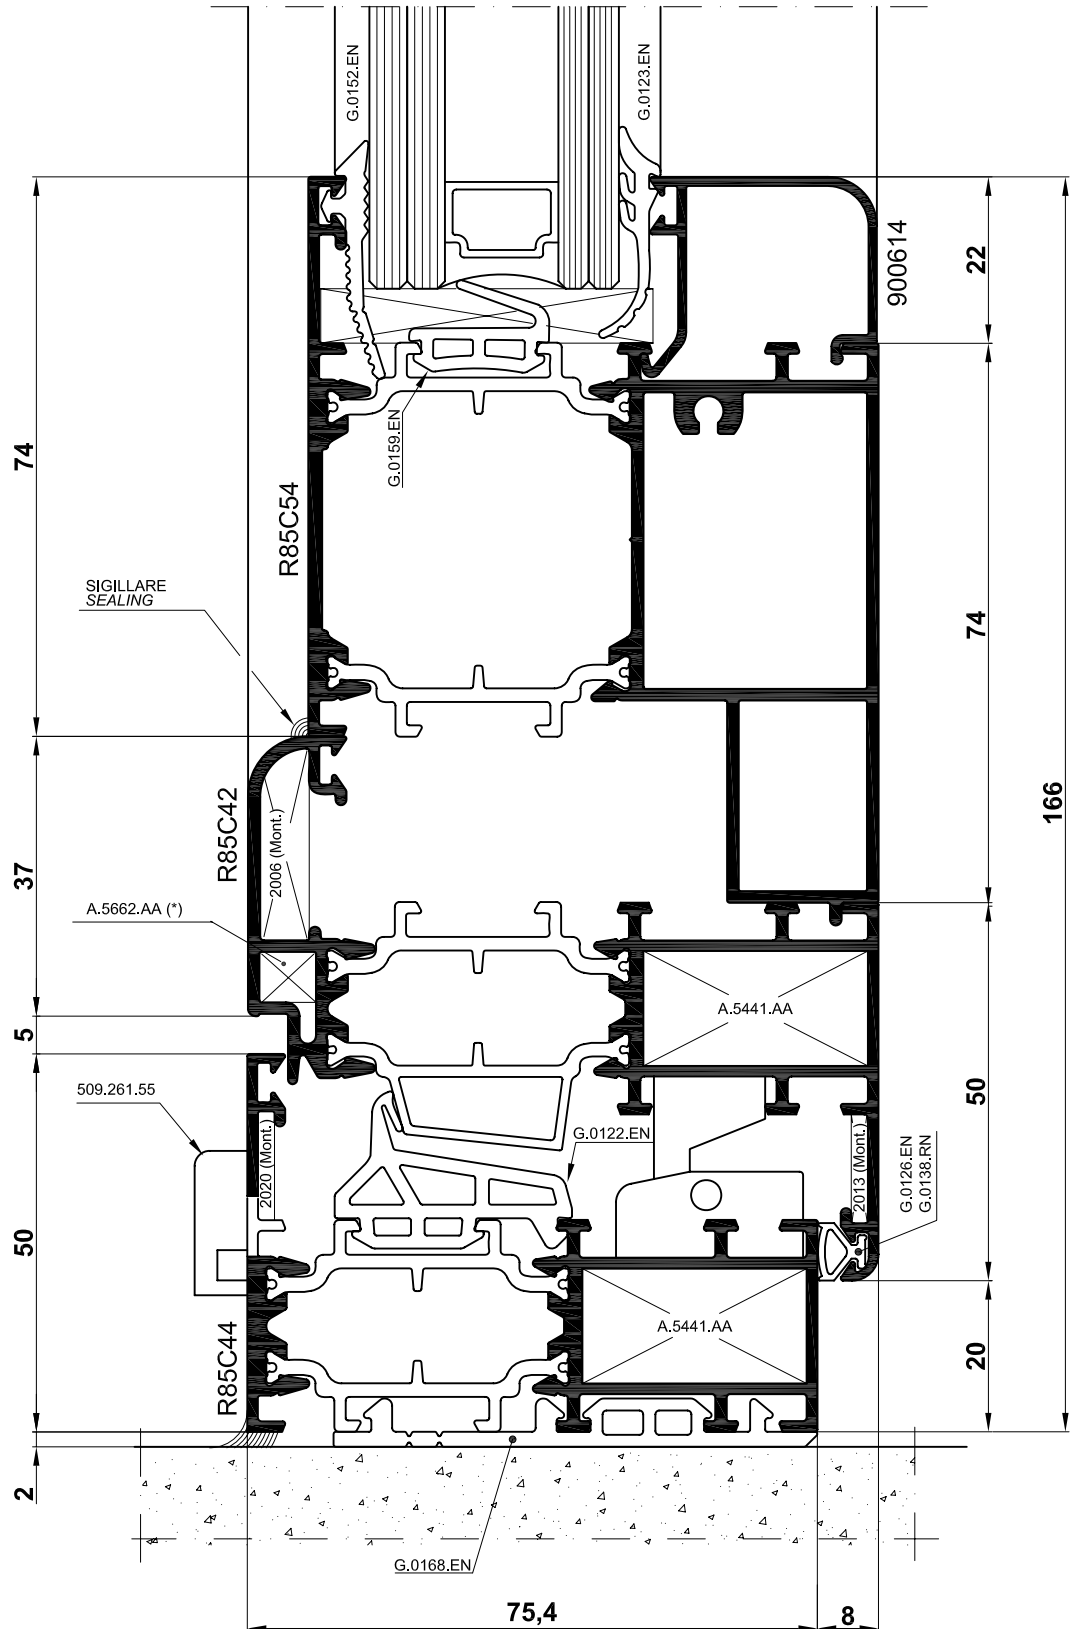 G.0152.EN
G.0123.EN
900614
22
74
G.0159.EN
R85C54
SIGILLARE
SEALING
74
166
R85C42
2006 (Mont.)
37
A.5662.AA (*)
A.5441.AA
5
509.261.55
2020 (Mont.)
G.0122.EN
2013 (Mont.)
G.0126.EN
G.0138.RN
50
50
A.5441.AA
R85C44
20
2
G.0168.EN
75,4
8